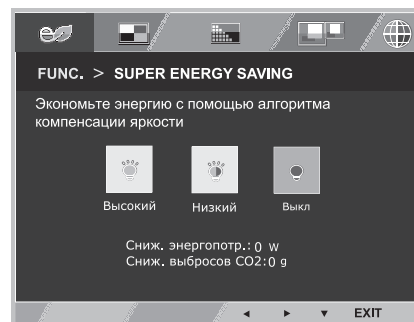 FUNC. > SUPER ENERGY SAVING
Экономьте энергию с помощью алгоритма
компенсации яркости
Высокий Низкий Выкл
Сниж. энергопотр.:0 W
Сниж. выбросов CO2:0 g
EXIT